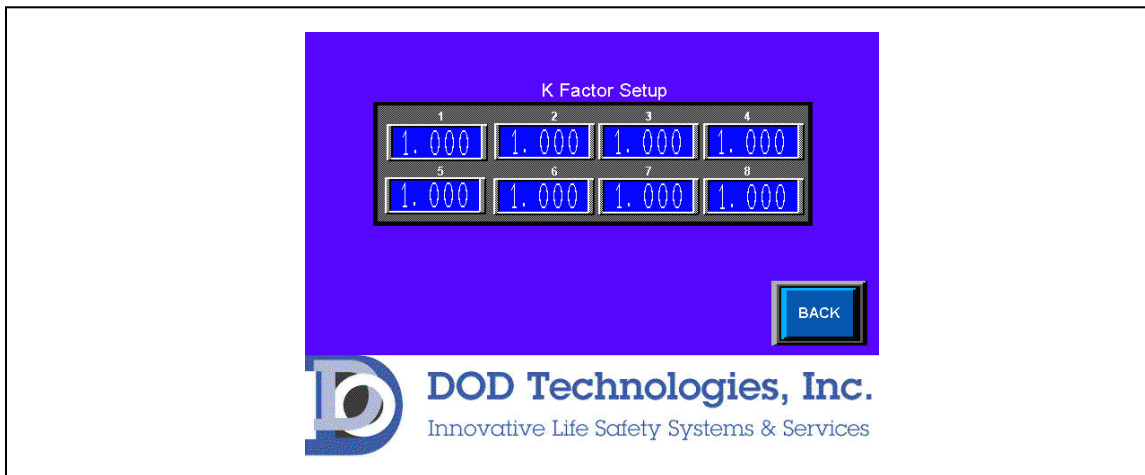 K Factor Setup
1 2 3 4
1.000 1.000 1.000 1.000
5 6 7 8
1.000 1.000 1.000 1.000
BACK
DOD Technologies, Inc.
Innovative Life Safety Systems & Services